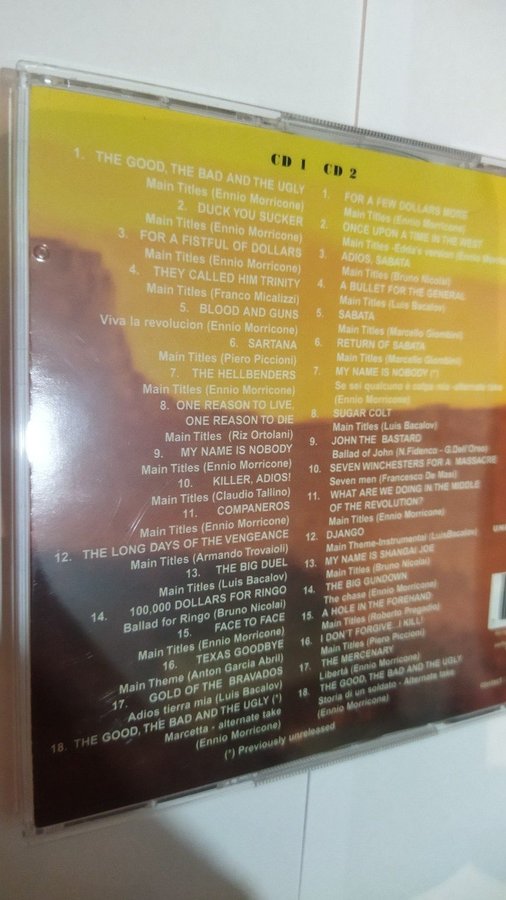 CD 1
1. THE GOOD, THE BAD AND THE UGLY
Main Titles (Ennio Morricone)
2. DUCK YOU SUCKER
Main Titles (Ennio Morricone)
3. FOR A FISTFUL OF DOLLARS
Main Titles (Ennio Morricone)
4. THEY CALLED HIM TRINITY
Main Titles (Franco Micalizzi)
5. BLOOD AND GUNS
Viva la revolucion (Ennio Morricone)
6. SARTANA
Main Titles (Piero Piccioni)
7. THE HELLBENDERS
Main Titles (Ennio Morricone)
8. ONE REASON TO LIVE,
ONE REASON TO DIE
Main Titles (Riz Ortolani)
9. MY NAME IS NOBODY
Main Titles (Ennio Morricone)
10. KILLER, ADIOS!
Main Titles (Claudio Tallino)
11. COMPANEROS
Main Titles (Ennio Morricone)
12. THE LONG DAYS OF THE VENGEANCE
Main Titles (Armando Trovaioli)
13. THE BIG DUEL
Main Titles (Luis Bacalov)
14. 100,000 DOLLARS FOR RINGO
Ballad for Ringo (Bruno Nicolai)
15. FACE TO FACE
Main Titles (Ennio Morricone)
16. TEXAS GOODBYE
Main Theme (Anton Garcia Abril)
17. GOLD OF THE BRAVADOS
Adios tierra mia (Luis Bacalov)
18. THE GOOD, THE BAD AND THE UGLY (*)
Marcetta - alternate take
(Ennio Morricone)
CD 2
1. FOR A FEW DOLLARS MORE
Main Titles (Ennio Morricone)
2. ONCE UPON A TIME IN THE WEST
Main Titles -Edda's version (Ennio
3. ADIOS, SABATA
Main Titles (Bruno Nicolai)
4. A BULLET FOR THE GENERAL
Main Titles (Luis Bacalov)
5. SABATA
Main Titles (Marcello Giombini)
6. RETURN OF SABATA
Main Titles (Marcello Giombini)
7. MY NAME IS NOBODY (*)
Se sei qualcuno è colpa mia -alternate take
(Ennio Morricone)
8. SUGAR COLT
Main Titles (Luis Bacalov)
9. JOHN THE BASTARD
Ballad of John (N.Fidenco - G.Dell'Orso)
10. SEVEN WINCHESTERS FOR A MASSACRE
Seven men (Francesco De Masi)
11. WHAT ARE WE DOING IN THE MIDDLE
OF THE REVOLUTION?
Main Titles (Ennio Morricone)
12. DJANGO
Main Theme-Instrumental (LuisBacalov)
13. MY NAME IS SHANGAI JOE
Main Titles (Bruno Nicolai)
14. THE BIG GUNDOWN
The chase (Ennio Morricone)
15. A HOLE IN THE FOREHEAD
Main Titles (Roberto Pregadio)
16. I DON'T FORGIVE...I KILL!
Main Titles (Piero Piccioni)
17. THE MERCENARY
Libertà (Ennio Morricone)
18. THE GOOD, THE BAD AND THE UGLY
Storia di un soldato - Alternate take
(Ennio Morricone)
(*) Previously unreleased